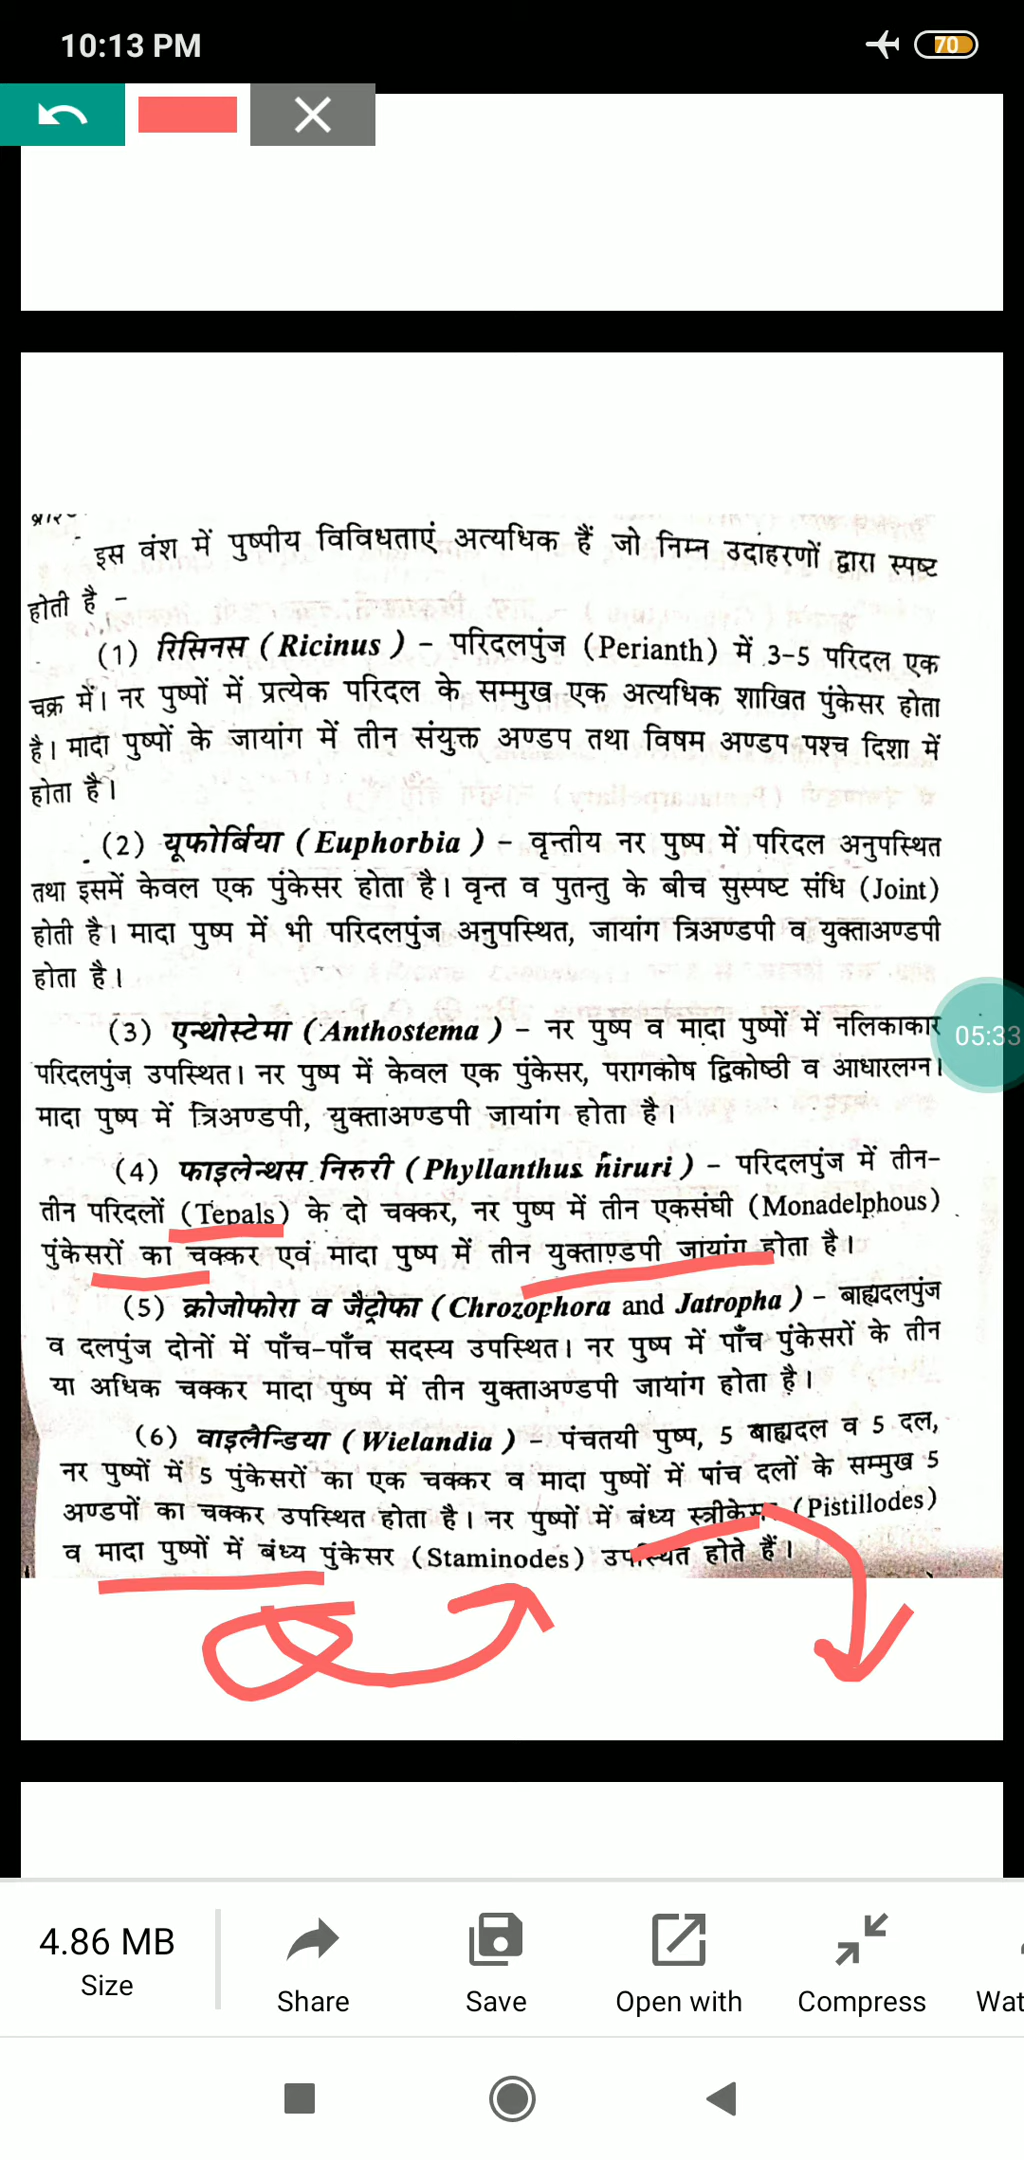 10:13 PM
70
इस वंश में पुष्पीय विविधताएं अत्यधिक हैं जो निम्न उदाहरणों द्वारा स्पष्ट
होती है -
(1) रिसिनस (Ricinus) - परिदलपुंज (Perianth) में 3-5 परिदल एक
चक्र में। नर पुष्पों में प्रत्येक परिदल के सम्मुख एक अत्यधिक शाखित पुंकेसर होता
है। मादा पुष्पों के जायांग में तीन संयुक्त अण्डप तथा विषम अण्डप पश्च दिशा में
होता है।
(2) यूफोर्बिया (Euphorbia) - वृन्तीय नर पुष्प में परिदल अनुपस्थित
तथा इसमें केवल एक पुंकेसर होता है। वृन्त व पुतन्तु के बीच सुस्पष्ट संधि (Joint)
होती है। मादा पुष्प में भी परिदलपुंज अनुपस्थित, जायांग त्रिअण्डपी व युक्ताअण्डपी
होता है।
(3) एन्थोस्टेमा (Anthostema) - नर पुष्प व मादा पुष्पों में नलिकाकार
05:33
परिदलपुंज उपस्थित। नर पुष्प में केवल एक पुंकेसर, परागकोष द्विकोष्ठी व आधारलग्न।
मादा पुष्प में त्रिअण्डपी, युक्ताअण्डपी जायांग होता है।
(4) फाइलेन्थस निरुरी (Phyllanthus niruri) - परिदलपुंज में तीन-
तीन परिदलों (Tepals) के दो चक्कर, नर पुष्प में तीन एकसंघी (Monadelphous)
पुंकेसरों का चक्कर एवं मादा पुष्प में तीन युक्ताण्डपी जायांग होता है।
(5) क्रोजोफोरा व जैट्रोफा (Chrozophora and Jatropha) - बाह्यदलपुंज
व दलपुंज दोनों में पाँच-पाँच सदस्य उपस्थित। नर पुष्प में पाँच पुंकेसरों के तीन
या अधिक चक्कर मादा पुष्प में तीन युक्ताअण्डपी जायांग होता है।
(6) वाइलैन्डिया (Wielandia) - पंचतयी पुष्प, 5 बाह्यदल व 5 दल,
नर पुष्पों में 5 पुंकेसरों का एक चक्कर व मादा पुष्पों में पांच दलों के सम्मुख 5
अण्डपों का चक्कर उपस्थित होता है। नर पुष्पों में बंध्य स्त्रीकेसर (Pistillodes)
व मादा पुष्पों में बंध्य पुंकेसर (Staminodes) उपस्थित होते हैं।
4.86 MB
Size
Share
Save
Open with
Compress
Wat